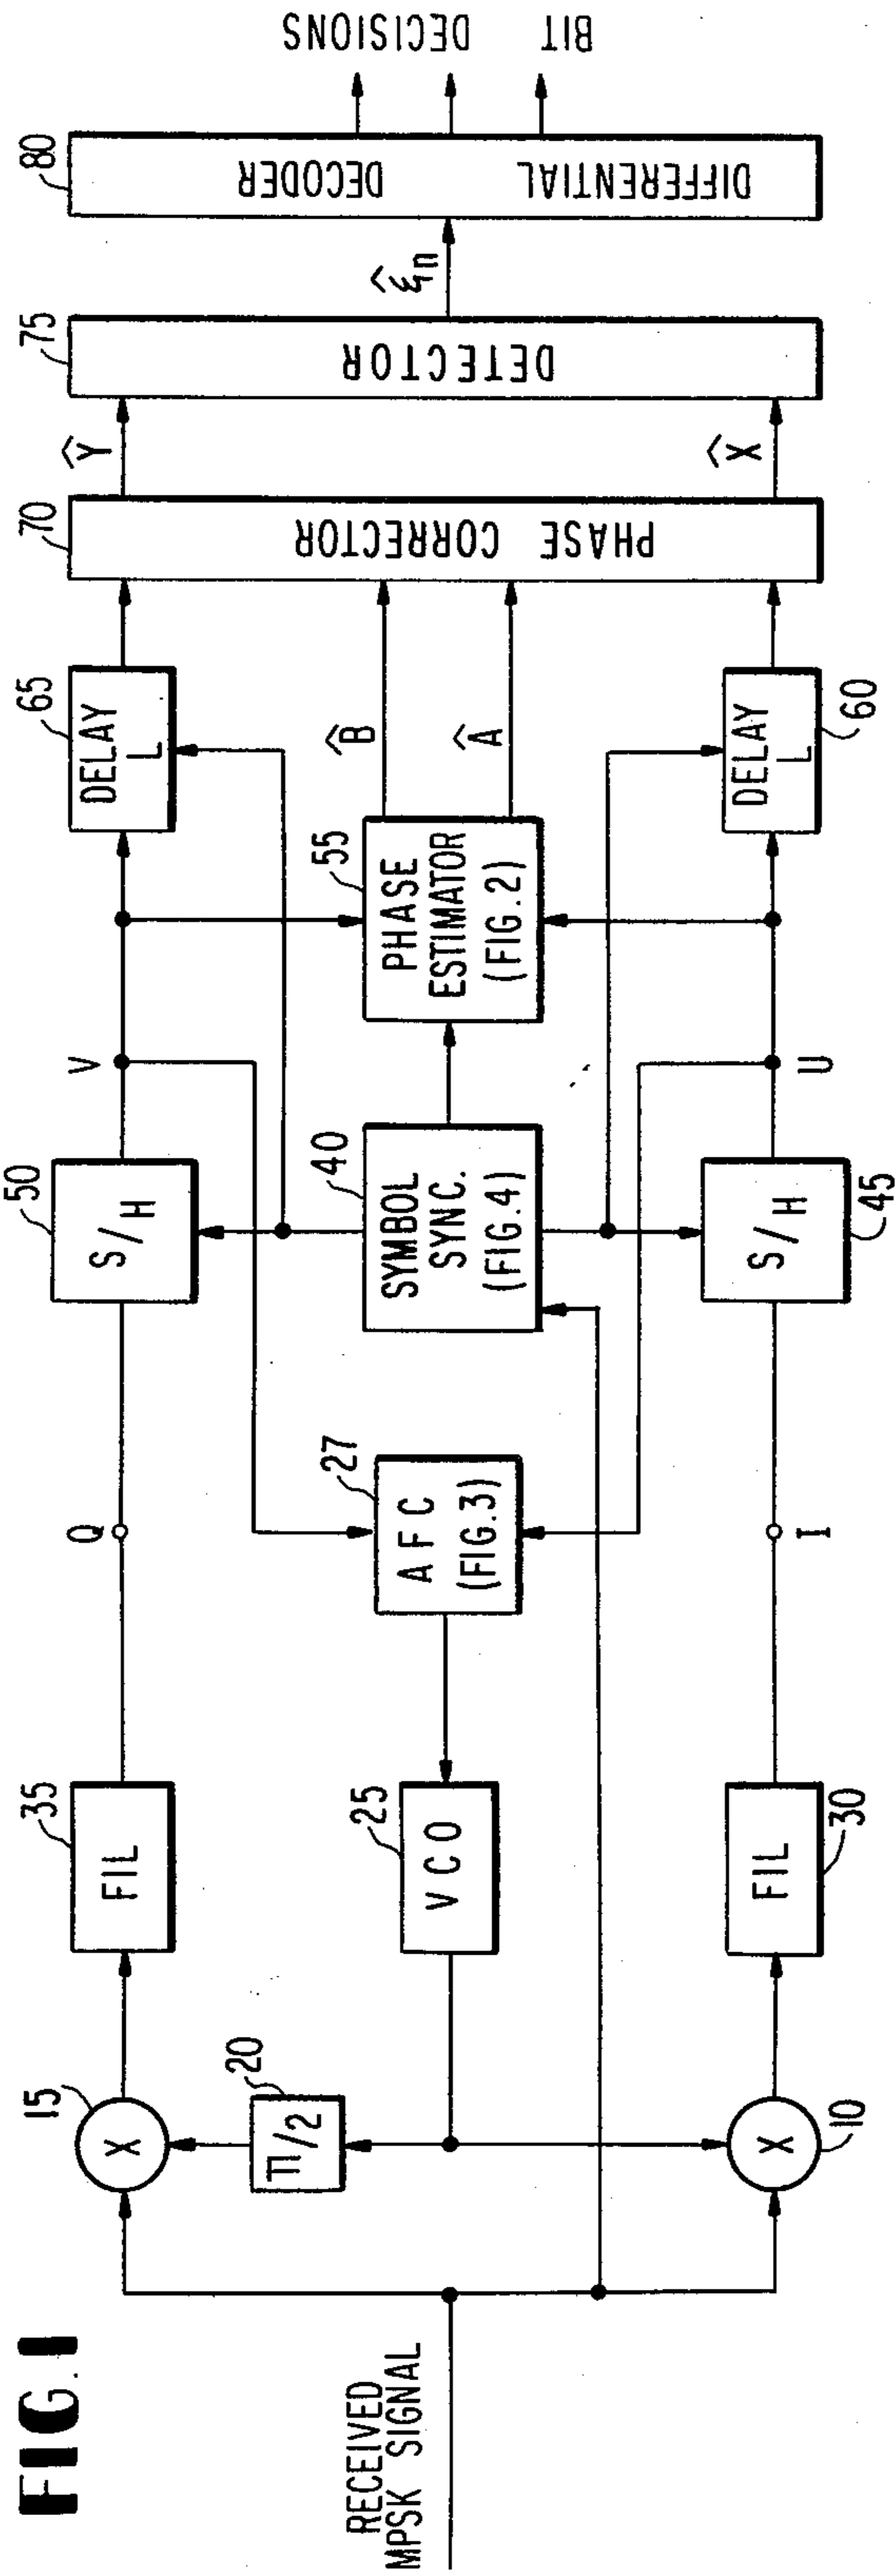 FIG.1
RECEIVED
MPSK SIGNAL
15
X
π/2
20
X
10
FIL
35
VCO
25
FIL
30
Q
AFC
(FIG.3)
27
I
S/H
50
SYMBOL
SYNC.
(FIG.4)
40
S/H
45
V
U
PHASE
ESTIMATOR
(FIG.2)
55
DELAY
L
65
B̂
Â
DELAY
L
60
PHASE CORRECTOR
70
Ŷ
X̂
DETECTOR
75
ξ̂n
DIFFERENTIAL
DECODER
80
BIT
DECISIONS